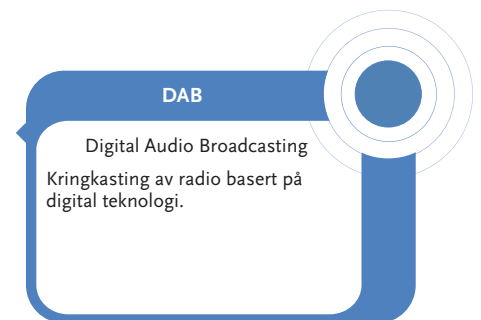 DAB
Digital Audio Broadcasting
Kringkasting av radio basert på
digital teknologi.